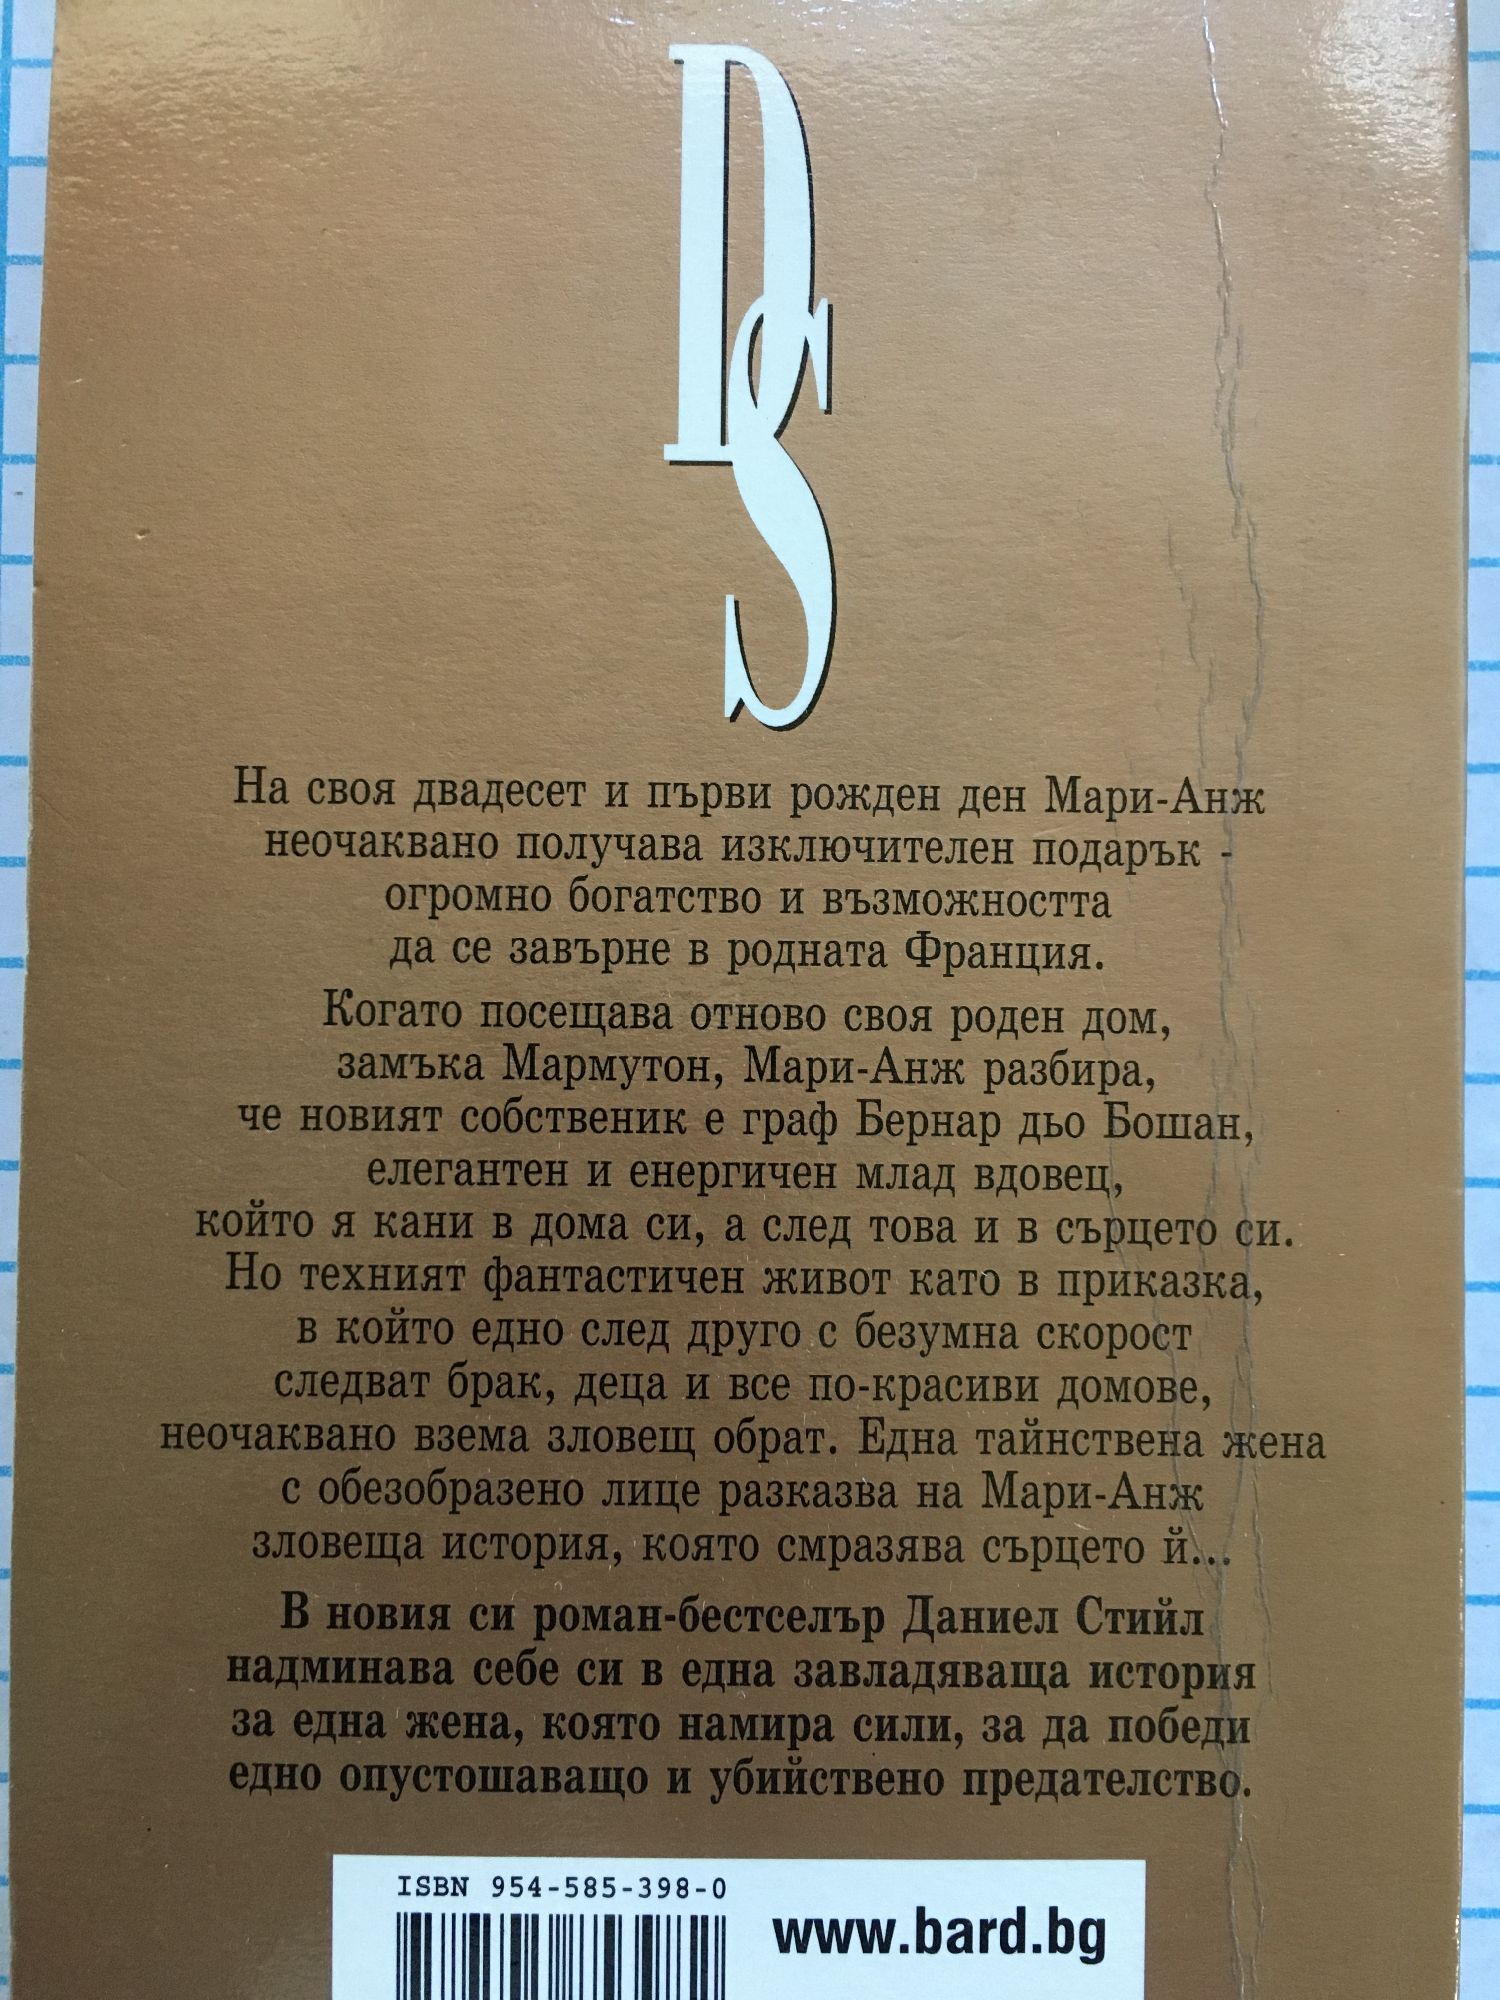 DS
На своя двадесет и първи рожден ден Мари-Анж
неочаквано получава изключителен подарък -
огромно богатство и възможността
да се завърне в родната Франция.
Когато посещава отново своя роден дом,
замъка Мармутон, Мари-Анж разбира,
че новият собственик е граф Бернар дьо Бошан,
елегантен и енергичен млад вдовец,
който я кани в дома си, а след това и в сърцето си.
Но техният фантастичен живот като в приказка,
в който едно след друго с безумна скорост
следват брак, деца и все по-красиви домове,
неочаквано взема зловещ обрат. Една тайнствена жена
с обезобразено лице разказва на Мари-Анж
зловеща история, която смразява сърцето й...
В новия си роман-бестселър Даниел Стийл
надминава себе си в една завладяваща история
за една жена, която намира сили, за да победи
едно опустошаващо и убийствено предателство.
ISBN 954-585-398-0
www.bard.bg